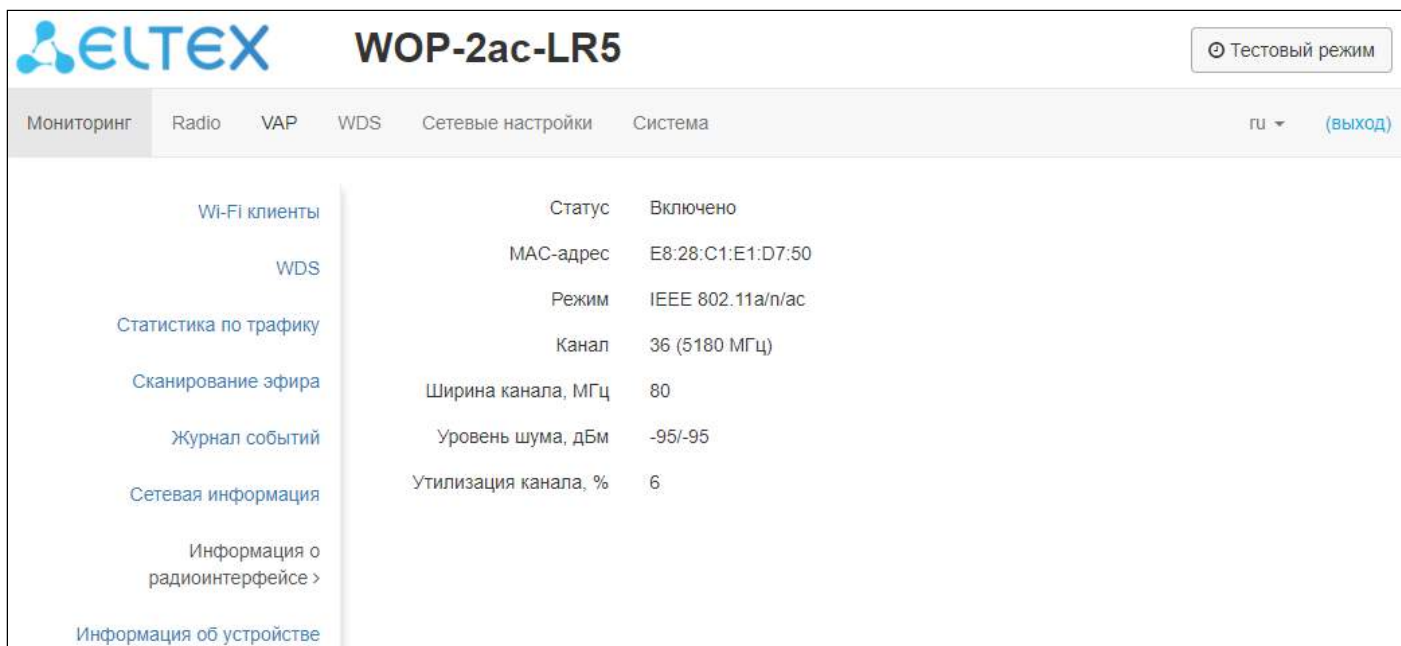 ELTEX WOP-2ac-LR5 Тестовый режим
Мониторинг Radio VAP WDS Сетевые настройки Система ru (выход)
Wi-Fi клиенты
WDS
Статистика по трафику
Сканирование эфира
Журнал событий
Сетевая информация
Информация о
радиоинтерфейсе >
Информация об устройстве
Статус Включено
MAC-адрес E8:28:C1:E1:D7:50
Режим IEEE 802.11a/n/ac
Канал 36 (5180 МГц)
Ширина канала, МГц 80
Уровень шума, дБм -95/-95
Утилизация канала, % 6